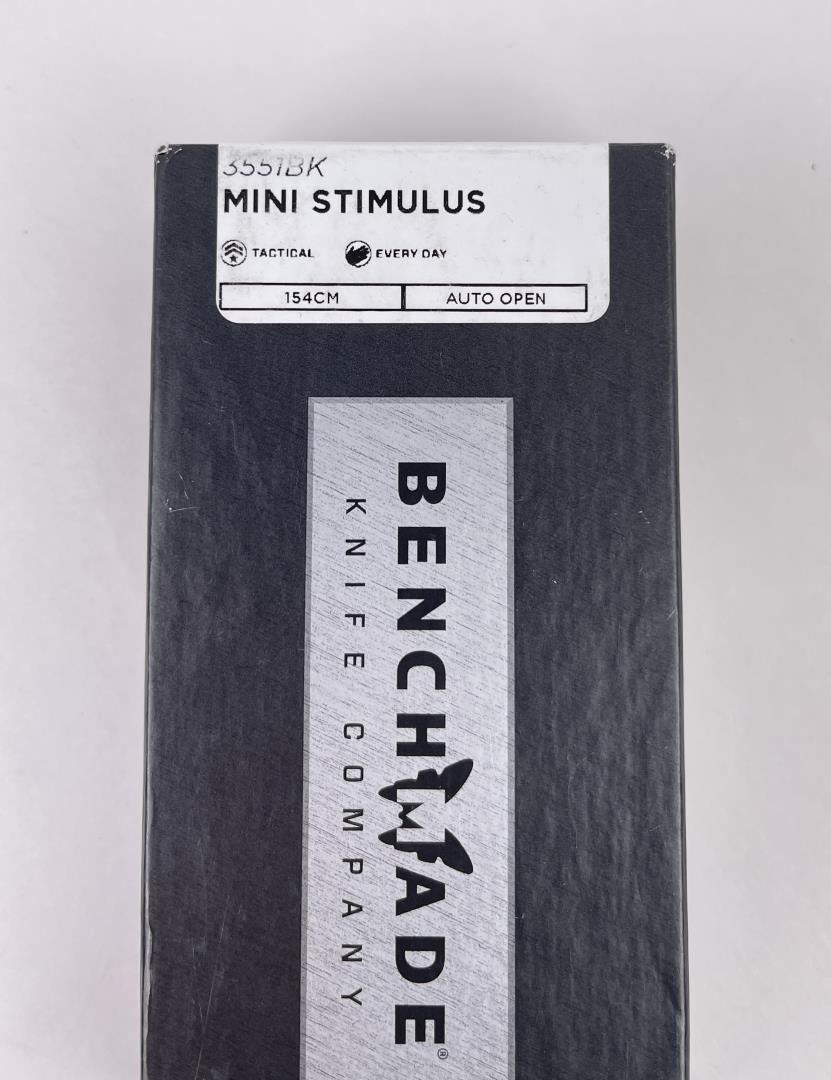 3551BK
MINI STIMULUS
TACTICAL EVERY DAY
154CM AUTO OPEN
BENCHMADE®
KNIFE COMPANY